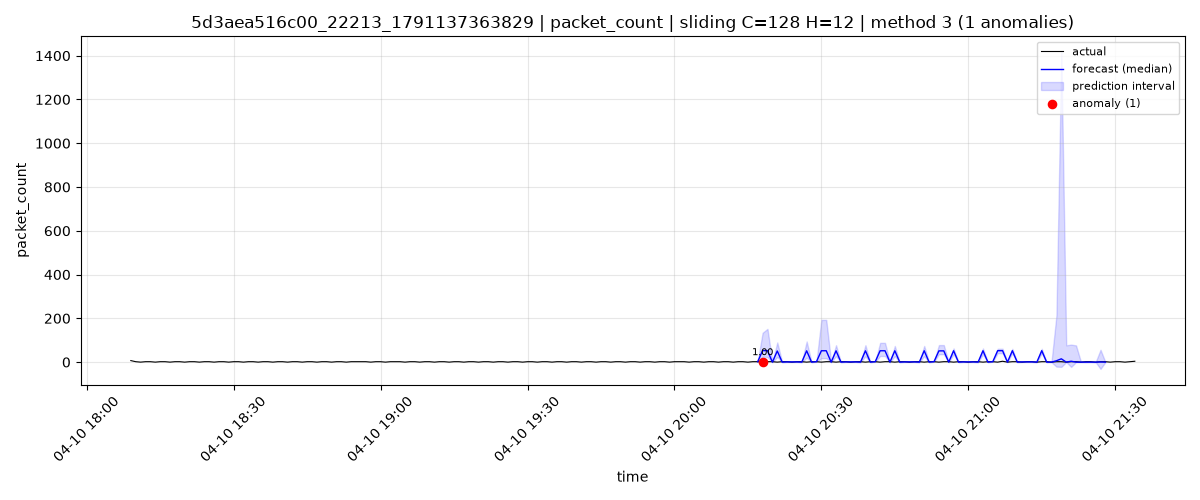 5d3aea516c00_22213_1791137363829 | packet_count | sliding C=128 H=12 | method 3 (1 anomalies)
actual
forecast (median)
prediction interval
anomaly (1)
packet_count
1400
1200
1000
800
600
400
200
0
1.00
04-10 18:00
04-10 18:30
04-10 19:00
04-10 19:30
04-10 20:00
04-10 20:30
04-10 21:00
04-10 21:30
time